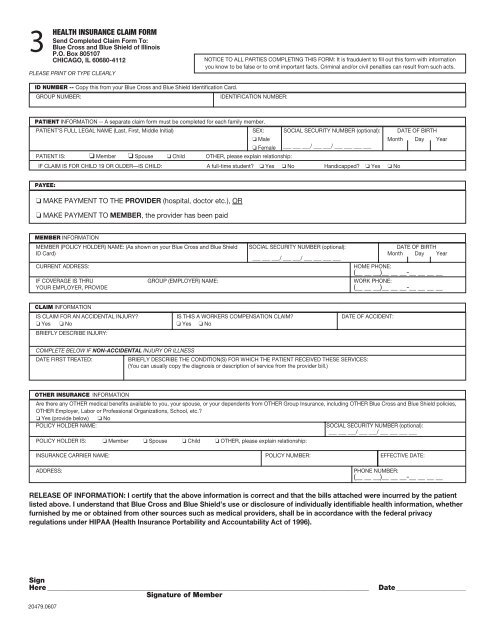 3
HEALTH INSURANCE CLAIM FORM
Send Completed Claim Form To:
Blue Cross and Blue Shield of Illinois
P.O. Box 805107
CHICAGO, IL 60680-4112
PLEASE PRINT OR TYPE CLEARLY
NOTICE TO ALL PARTIES COMPLETING THIS FORM: It is fraudulent to fill out this form with information
you know to be false or to omit important facts. Criminal and/or civil penalties can result from such acts.
ID NUMBER -- Copy this from your Blue Cross and Blue Shield Identification Card.
GROUP NUMBER: IDENTIFICATION NUMBER:
PATIENT INFORMATION -- A separate claim form must be completed for each family member.
PATIENT'S FULL LEGAL NAME (Last, First, Middle Initial) SEX: SOCIAL SECURITY NUMBER (optional): DATE OF BIRTH
❏ Male Month Day Year
❏ Female __ __ __/ __ __/ __ __ __ __
PATIENT IS: ❏ Member ❏ Spouse ❏ Child OTHER, please explain relationship:
IF CLAIM IS FOR CHILD 19 OR OLDER—IS CHILD: A full-time student? ❏ Yes ❏ No Handicapped? ❏ Yes ❏ No
PAYEE:
❏ MAKE PAYMENT TO THE PROVIDER (hospital, doctor etc.), OR
❏ MAKE PAYMENT TO MEMBER, the provider has been paid
MEMBER INFORMATION
MEMBER (POLICY HOLDER) NAME: (As shown on your Blue Cross and Blue Shield SOCIAL SECURITY NUMBER (optional): DATE OF BIRTH
ID Card) __ __ __/ __ __/ __ __ __ __ Month Day Year
CURRENT ADDRESS: HOME PHONE:
(__ __ __)__ __ __–__ __ __ __
IF COVERAGE IS THRU GROUP (EMPLOYER) NAME: WORK PHONE:
YOUR EMPLOYER, PROVIDE (__ __ __)__ __ __–__ __ __ __
CLAIM INFORMATION
IS CLAIM FOR AN ACCIDENTAL INJURY? IS THIS A WORKERS COMPENSATION CLAIM? DATE OF ACCIDENT:
❏ Yes ❏ No ❏ Yes ❏ No
BRIEFLY DESCRIBE INJURY:
COMPLETE BELOW IF NON-ACCIDENTAL INJURY OR ILLNESS
DATE FIRST TREATED: BRIEFLY DESCRIBE THE CONDITION(S) FOR WHICH THE PATIENT RECEIVED THESE SERVICES:
(You can usually copy the diagnosis or description of service from the provider bill.)
OTHER INSURANCE INFORMATION
Are there any OTHER medical benefits available to you, your spouse, or your dependents from OTHER Group Insurance, including OTHER Blue Cross and Blue Shield policies,
OTHER Employer, Labor or Professional Organizations, School, etc.?
❏ Yes (provide below) ❏ No
POLICY HOLDER NAME: SOCIAL SECURITY NUMBER (optional):
__ __ __/ __ __/ __ __ __ __
POLICY HOLDER IS: ❏ Member ❏ Spouse ❏ Child ❏ OTHER, please explain relationship:
INSURANCE CARRIER NAME: POLICY NUMBER: EFFECTIVE DATE:
ADDRESS: PHONE NUMBER:
(__ __ __)__ __ __–__ __ __ __
RELEASE OF INFORMATION: I certify that the above information is correct and that the bills attached were incurred by the patient
listed above. I understand that Blue Cross and Blue Shield's use or disclosure of individually identifiable health information, whether
furnished by me or obtained from other sources such as medical providers, shall be in accordance with the federal privacy
regulations under HIPAA (Health Insurance Portability and Accountability Act of 1996).
Sign
Here Date
Signature of Member
20479.0607